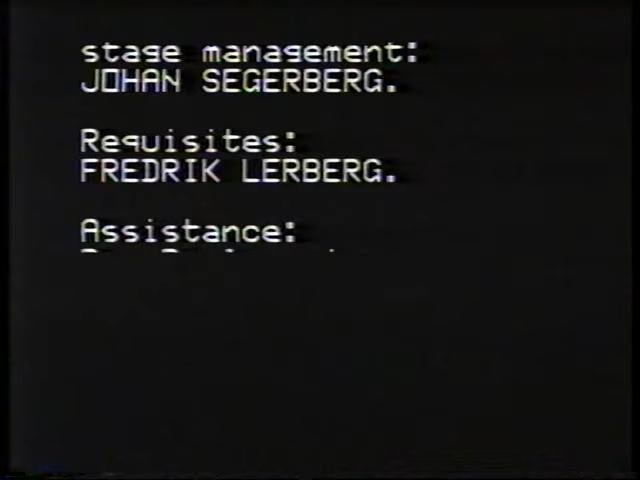 stage management:
JOHAN SEGERBERG.
Requisites:
FREDRIK LERBERG.
Assistance: